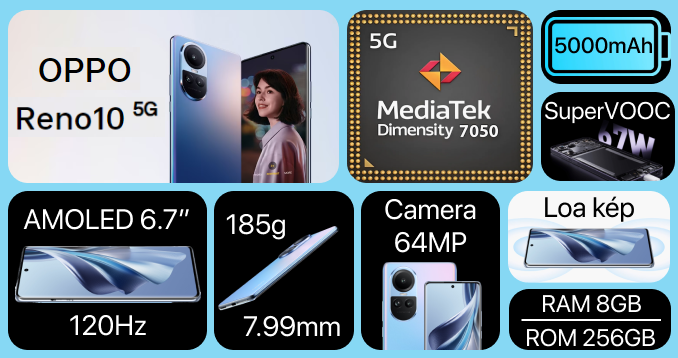 OPPO
Reno10 5G
5G
MediaTek
Dimensity 7050
5000mAh
SuperVOOC
67W
AMOLED 6.7″
120Hz
185g
7.99mm
Camera
64MP
Loa kép
RAM 8GB
ROM 256GB